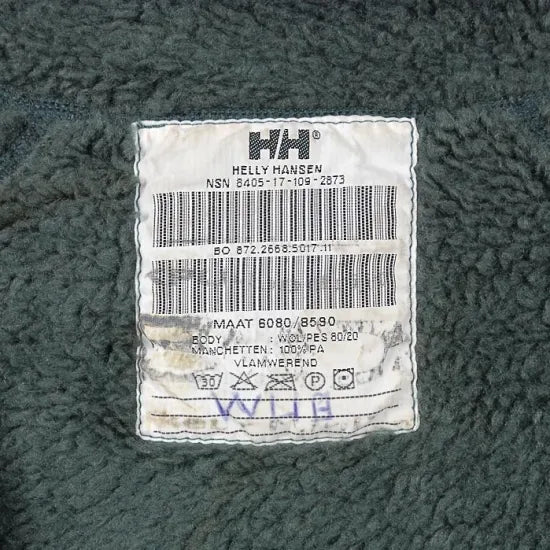 HH®
HELLY HANSEN
NSN 8405-17-109-2873
BO 872.2668.5017.11
MAAT 6080/8590
BODY : WOL/PES 80/20
MANCHETTEN : 100% PA
VLAMWEREND
30 P